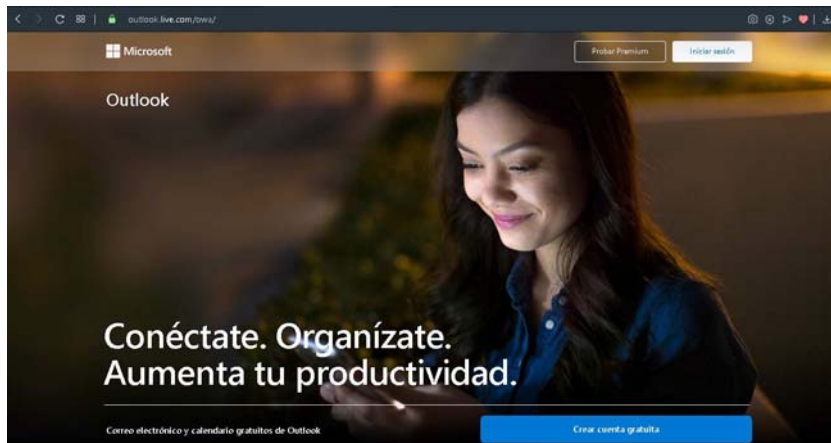 outlook.live.com/owa/
Microsoft
Probar Premium
Iniciar sesión
Outlook
Conéctate. Organízate.
Aumenta tu productividad.
Correo electrónico y calendario gratuitos de Outlook
Crear cuenta gratuita